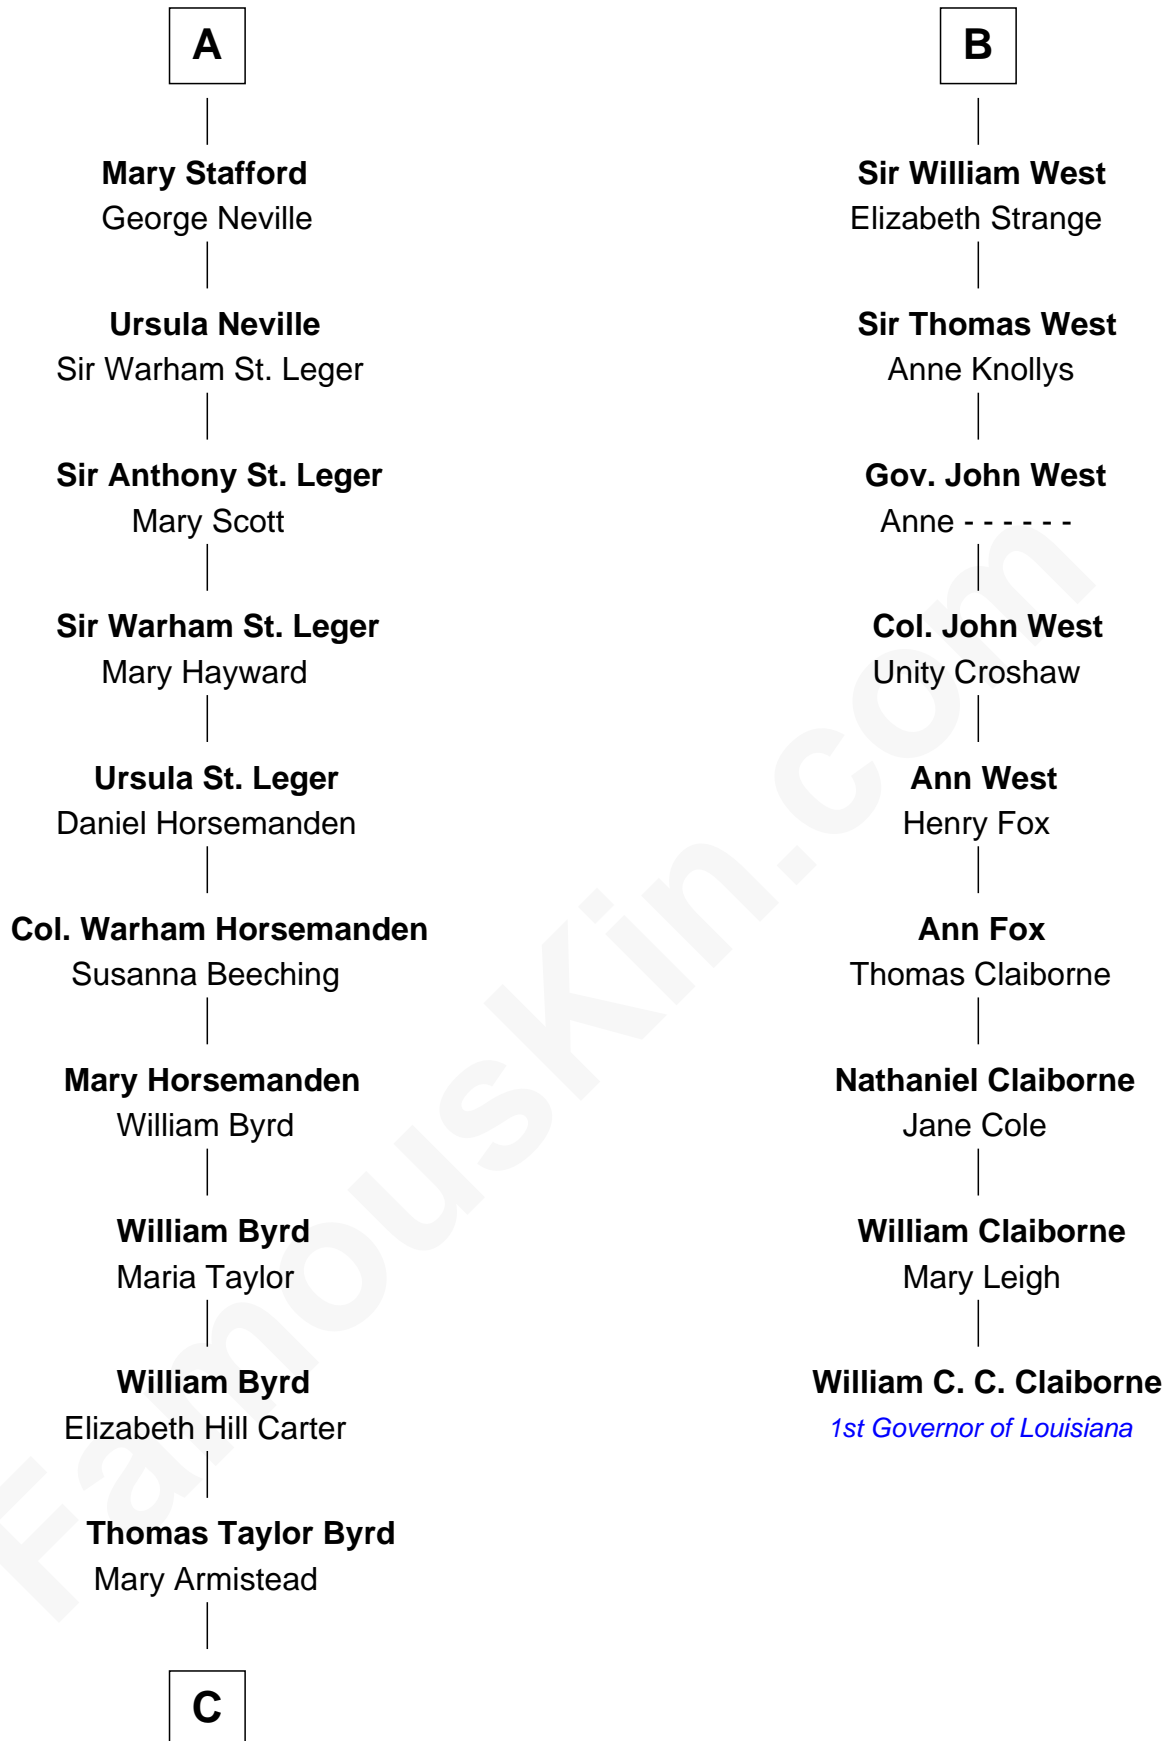 A
Mary Stafford
George Neville
Ursula Neville
Sir Warham St. Leger
Sir Anthony St. Leger
Mary Scott
Sir Warham St. Leger
Mary Hayward
Ursula St. Leger
Daniel Horsemanden
Col. Warham Horsemanden
Susanna Beeching
Mary Horsemanden
William Byrd
William Byrd
Maria Taylor
William Byrd
Elizabeth Hill Carter
Thomas Taylor Byrd
Mary Armistead
C
B
Sir William West
Elizabeth Strange
Sir Thomas West
Anne Knollys
Gov. John West
Anne - - - - - -
Col. John West
Unity Croshaw
Ann West
Henry Fox
Ann Fox
Thomas Claiborne
Nathaniel Claiborne
Jane Cole
William Claiborne
Mary Leigh
William C. C. Claiborne
1st Governor of Louisiana
FamousKin.com